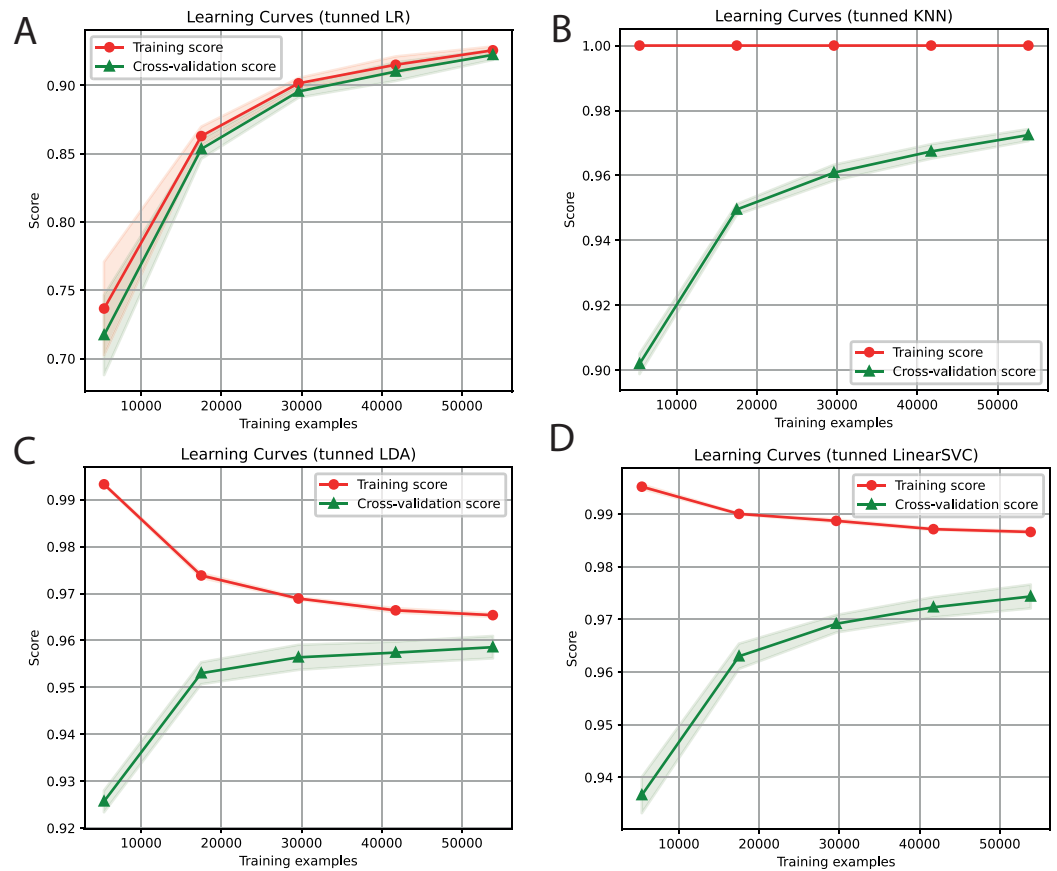 A
Learning Curves (tunned LR)
Training score
Cross-validation score
0.90
0.85
0.80
0.75
0.70
Score
10000 20000 30000 40000 50000
Training examples
B
Learning Curves (tunned KNN)
1.00
0.98
0.96
0.94
0.92
0.90
Score
Training score
Cross-validation score
10000 20000 30000 40000 50000
Training examples
C
Learning Curves (tunned LDA)
Training score
Cross-validation score
0.99
0.98
0.97
0.96
0.95
0.94
0.93
0.92
Score
10000 20000 30000 40000 50000
Training examples
D
Learning Curves (tunned LinearSVC)
Training score
Cross-validation score
0.99
0.98
0.97
0.96
0.95
0.94
Score
10000 20000 30000 40000 50000
Training examples